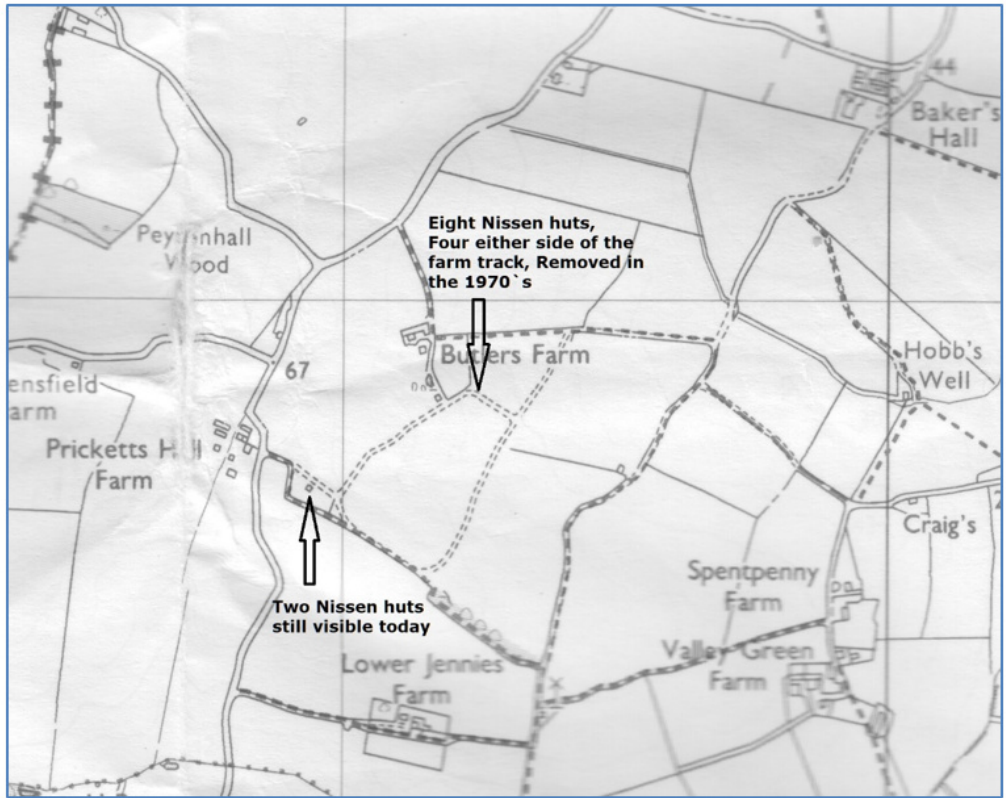 44
Baker's
Hall
Eight Nissen huts,
Four either side of the
farm track, Removed in
the 1970`s
Wood
Butlers Farm
Hobb's
Well
67
ensfield
arm
Farm
Craig's
Two Nissen huts
still visible today
Spentpenny
Farm
Valley Green
Farm
Lower Jennies
Farm